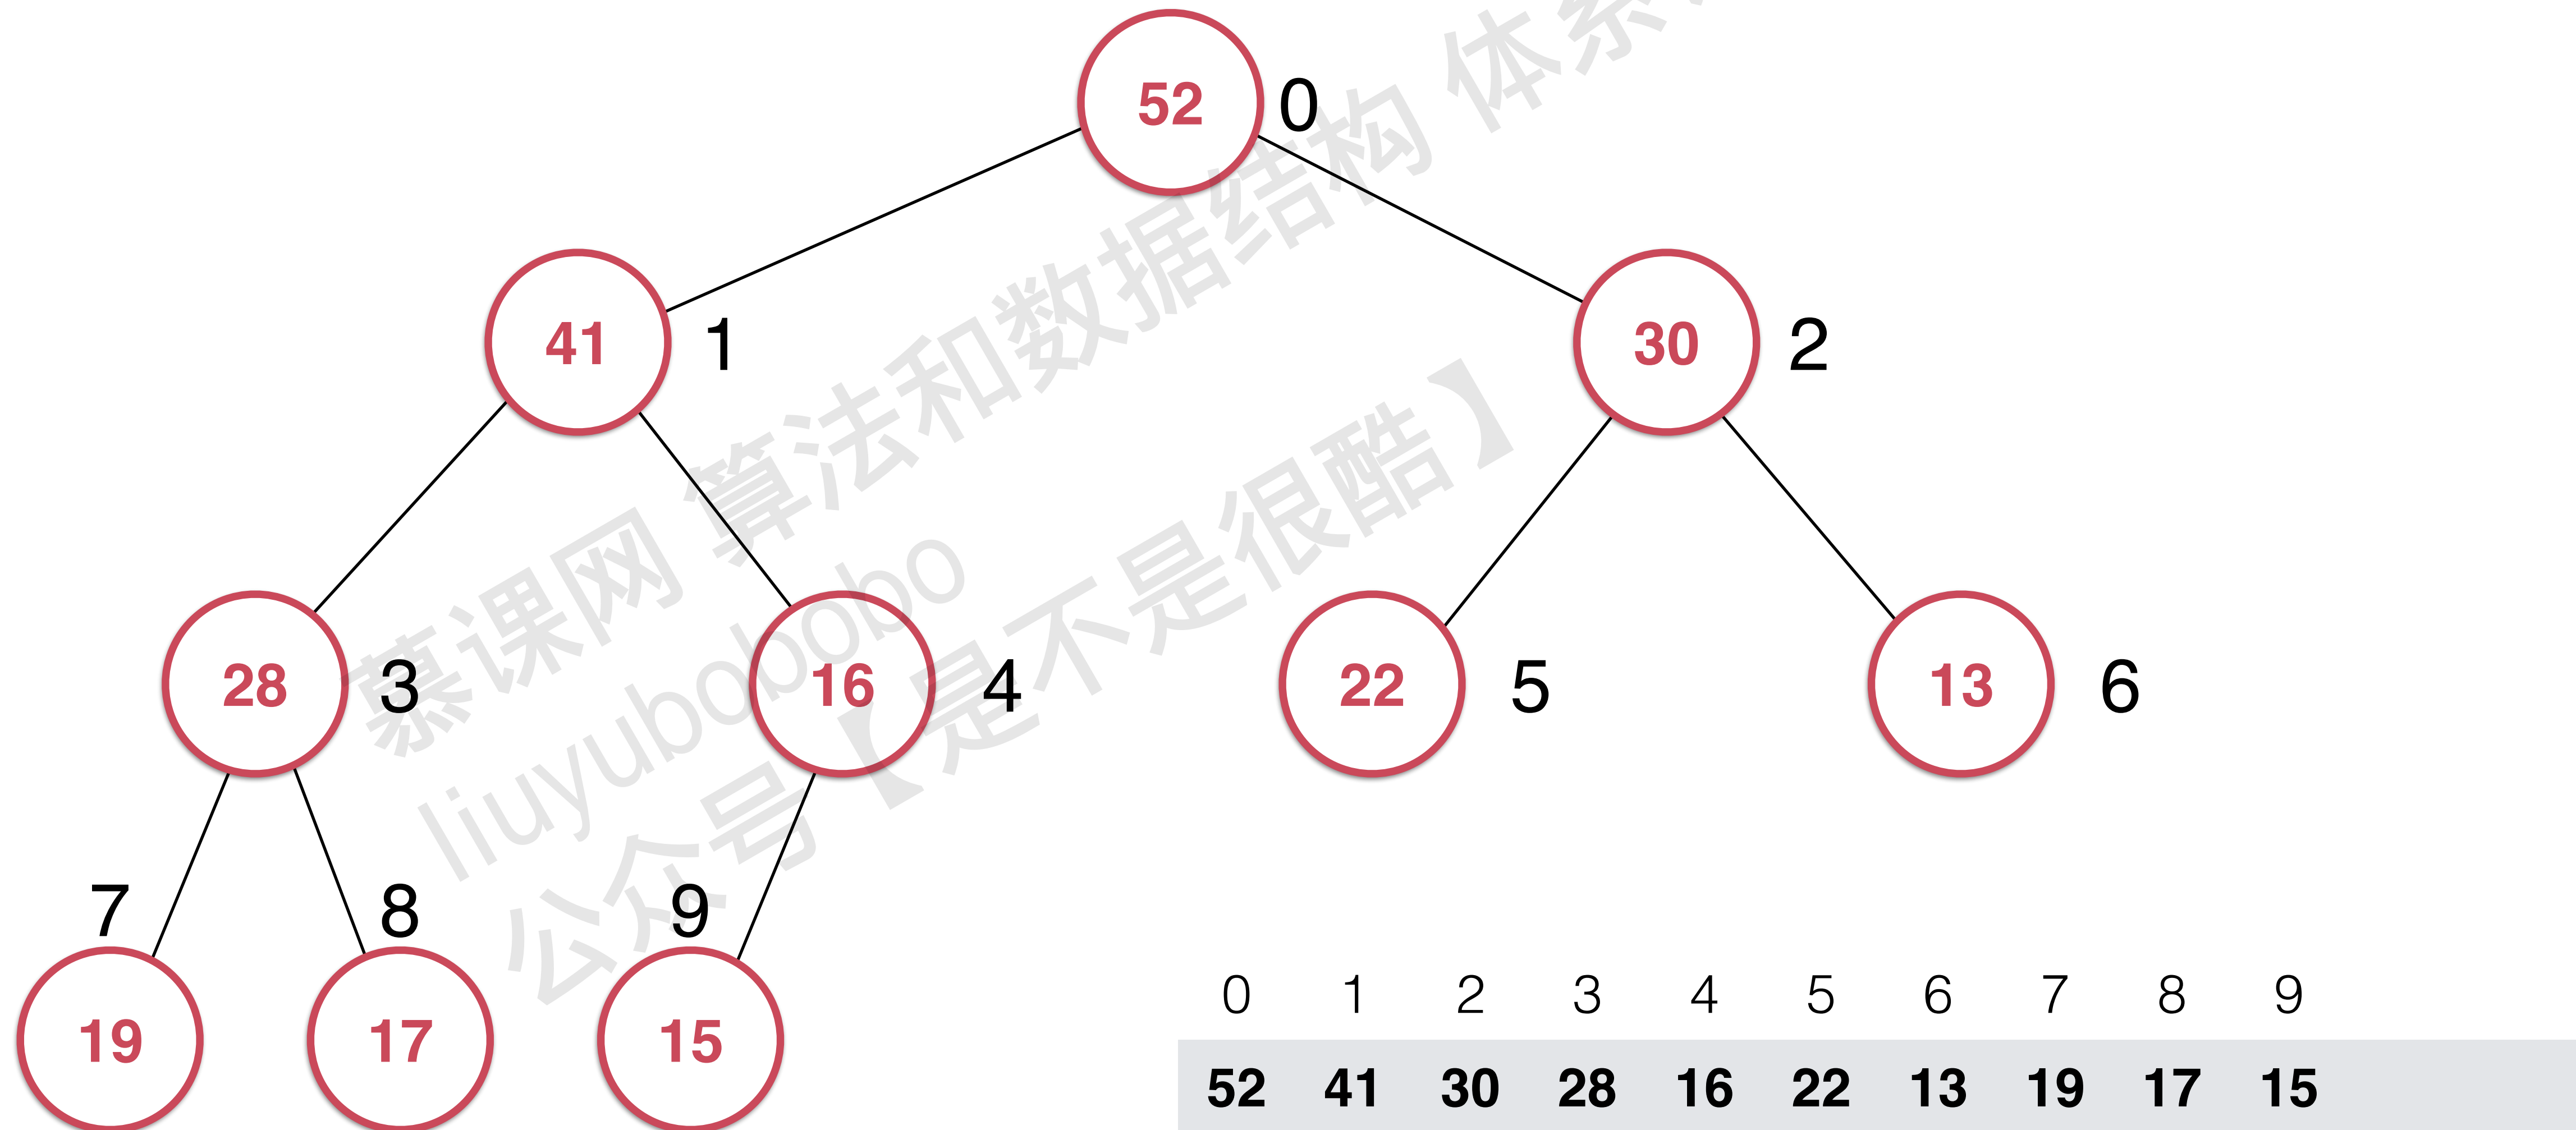 52 0
41 1 30 2
28 3 16 4 22 5 13 6
7 8 9
19 17 15
0 1 2 3 4 5 6 7 8 9
52 41 30 28 16 22 13 19 17 15
慕课网 算法和数据结构 体系
liuyubobobo
公众号【是不是很酷】